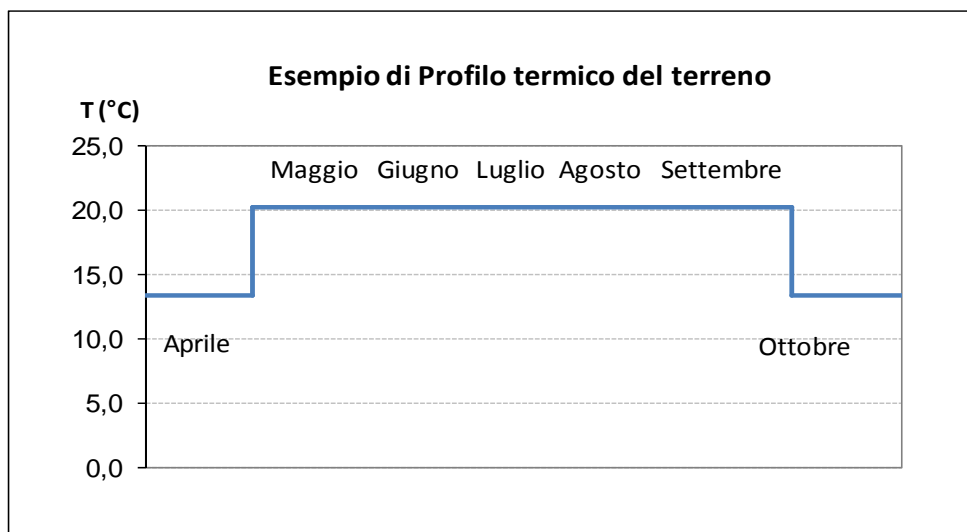 Esempio di Profilo termico del terreno
T (°C)
25,0
Maggio Giugno Luglio Agosto Settembre
20,0
15,0
10,0
Aprile Ottobre
5,0
0,0